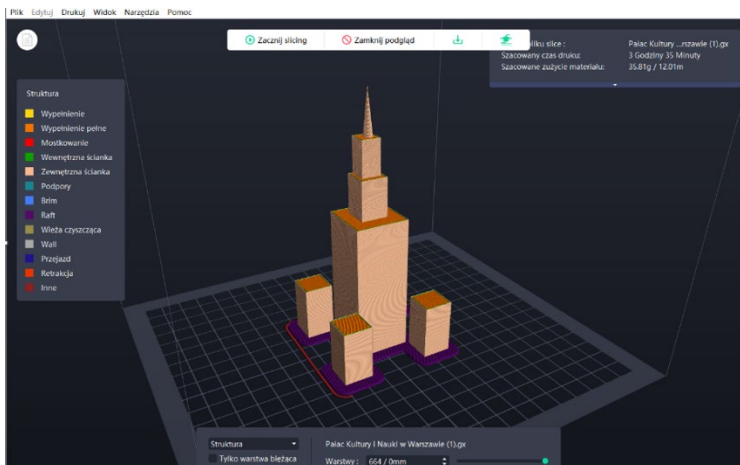 Plik Edytuj Drukuj Widok Narzędzia Pomoc
Zacznij slicing Zamknij podgląd
liku slice : Pałac Kultury ...rszawie (1).gx
Szacowany czas druku: 3 Godziny 35 Minuty
Szacowane zużycie materiału: 35.81g / 12.01m
Struktura
Wypełnienie
Wypełnienie pełne
Mostkowanie
Wewnętrzna ścianka
Zewnętrzna ścianka
Podpory
Brim
Raft
Wieża czyszcząca
Wall
Przejazd
Retrakcja
Inne
Struktura Pałac Kultury I Nauki w Warszawie (1).gx
Tylko warstwa bieżąca Warstwy : 664 / 0mm